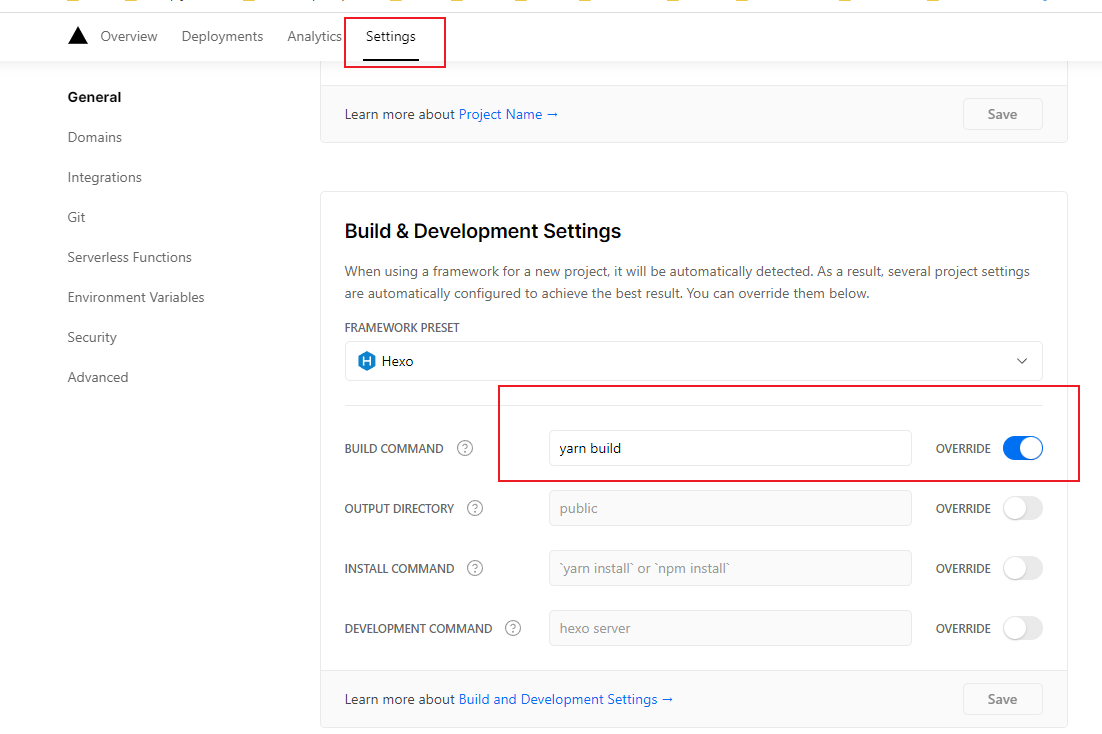 Overview Deployments Analytics Settings
General
Domains
Integrations
Git
Serverless Functions
Environment Variables
Security
Advanced
Learn more about Project Name →
Save
Build & Development Settings
When using a framework for a new project, it will be automatically detected. As a result, several project settings
are automatically configured to achieve the best result. You can override them below.
FRAMEWORK PRESET
Hexo
BUILD COMMAND ? yarn build OVERRIDE
OUTPUT DIRECTORY ? public OVERRIDE
INSTALL COMMAND ? `yarn install` or `npm install` OVERRIDE
DEVELOPMENT COMMAND ? hexo server OVERRIDE
Learn more about Build and Development Settings →
Save